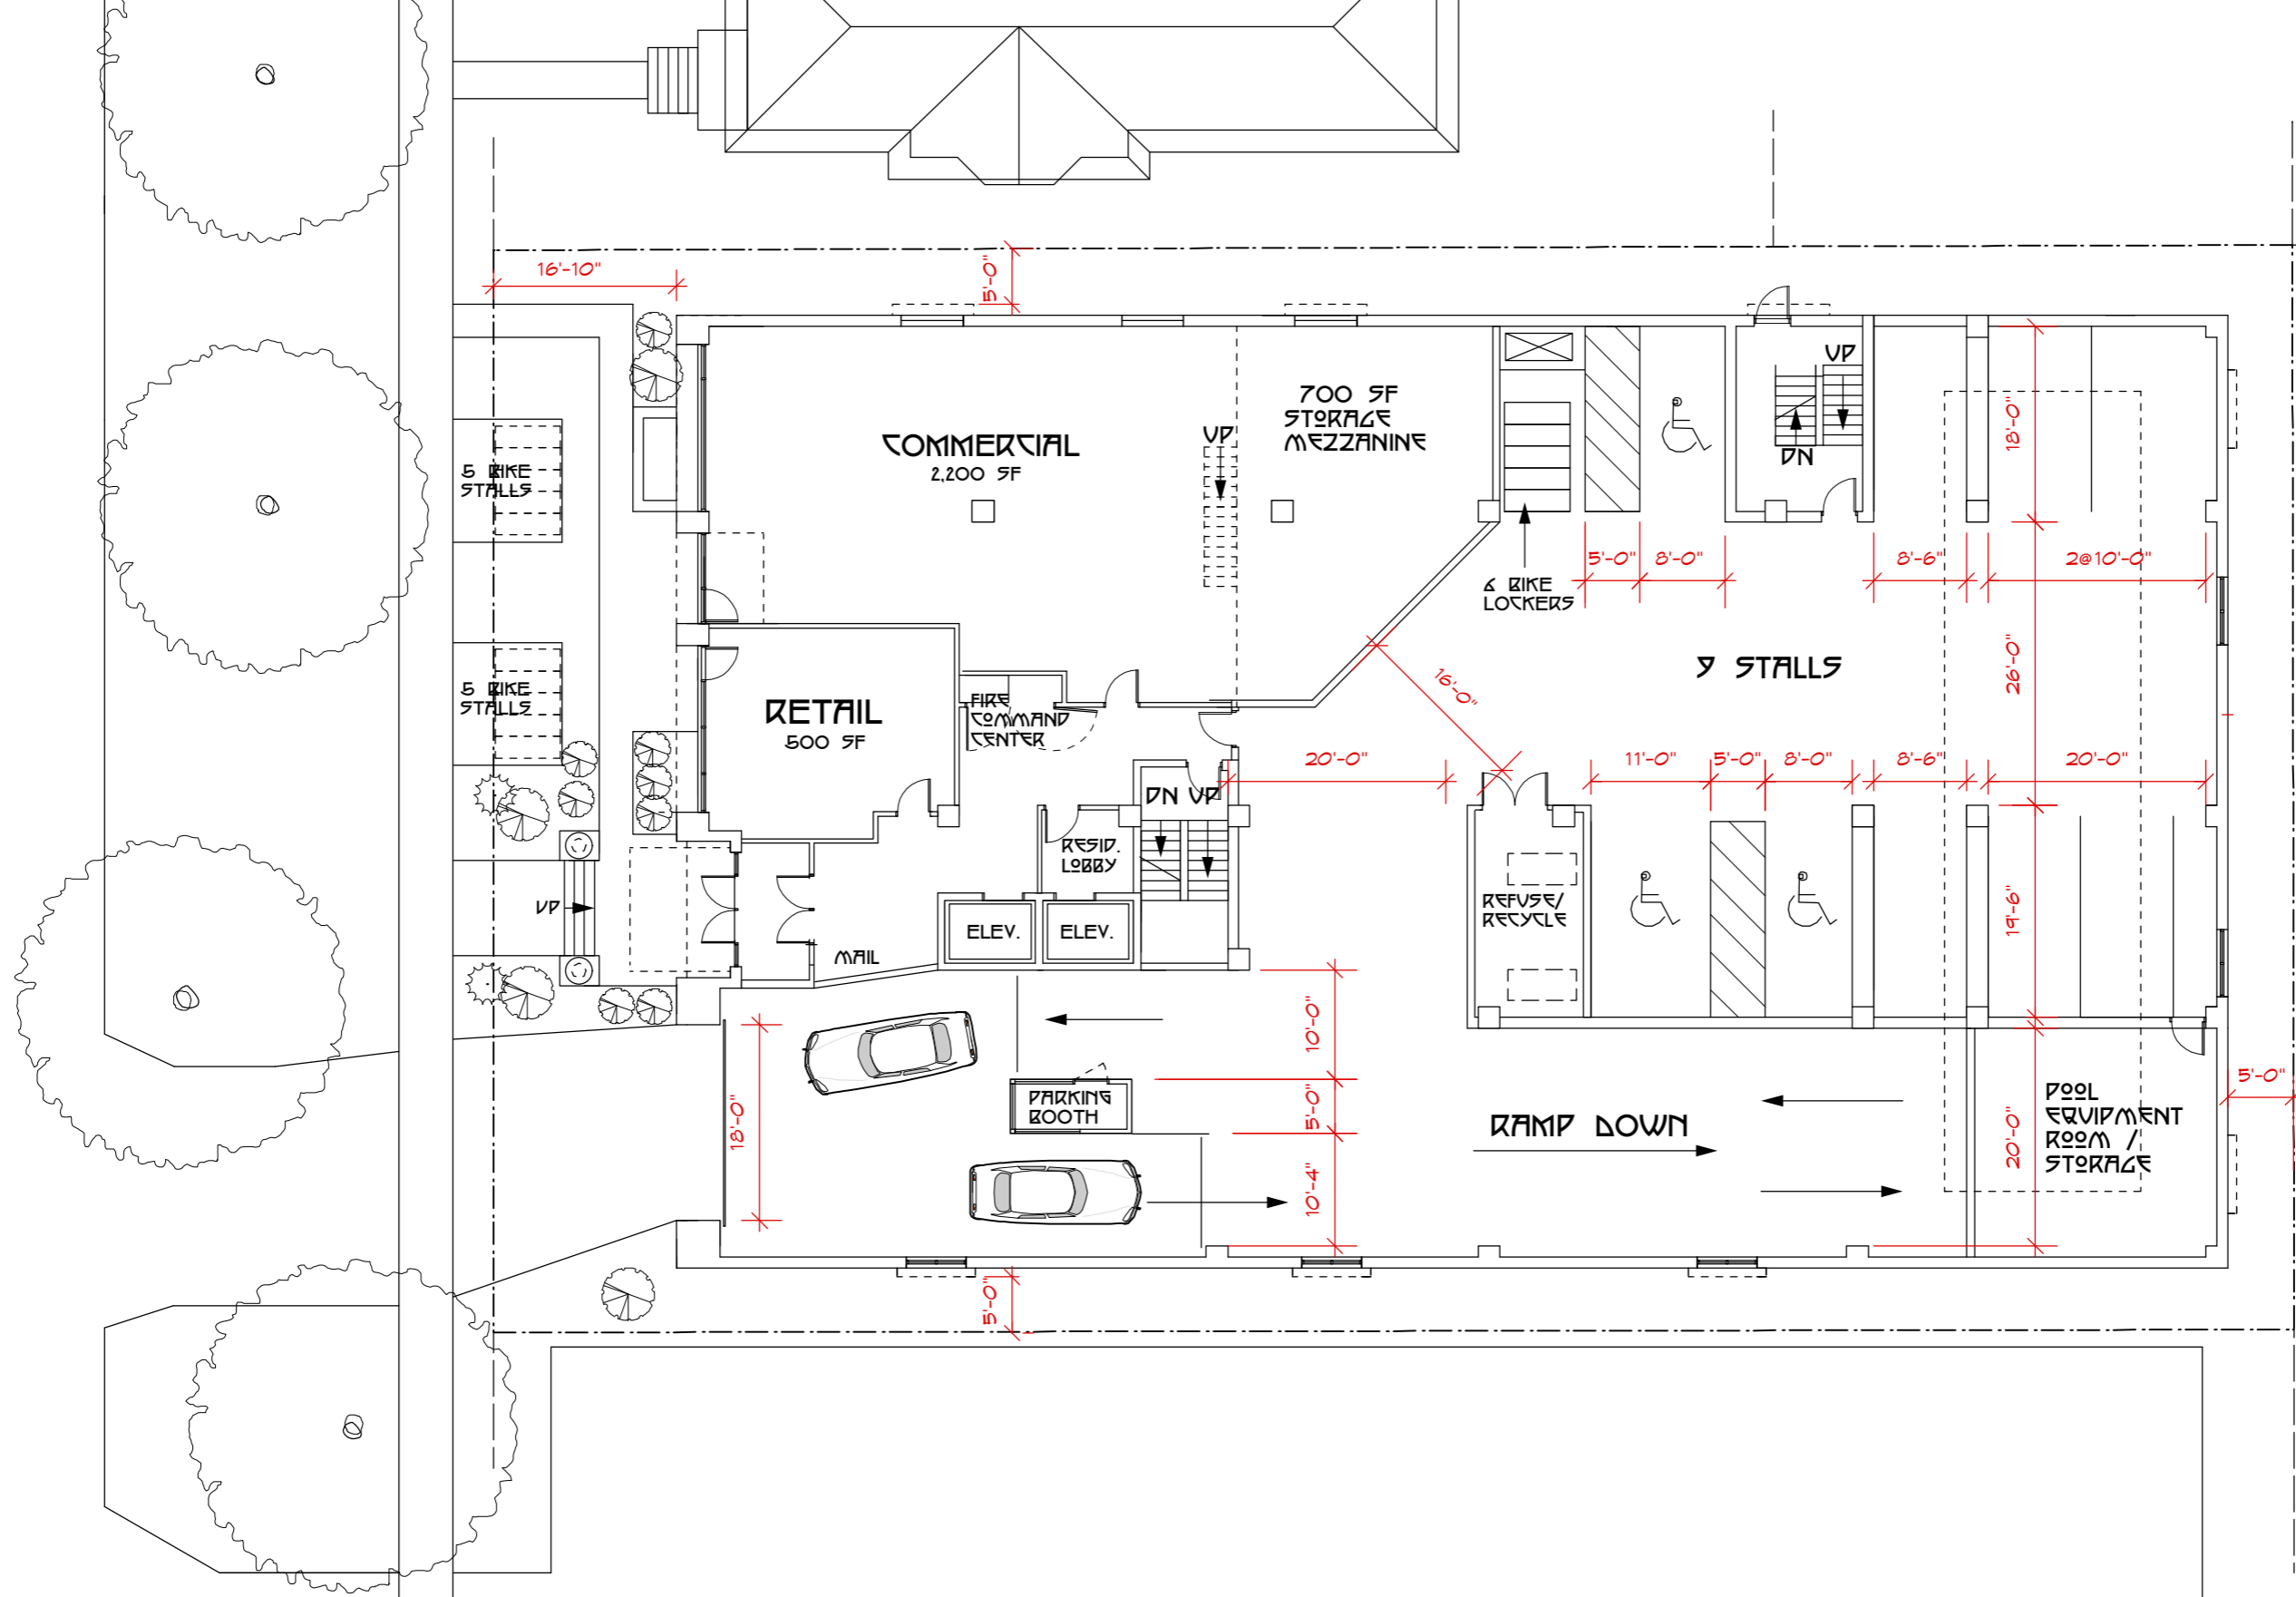 16'-10"
5'-0"
COMMERCIAL
2,200 SF
UP
700 SF
STORAGE
MEZZANINE
UP
DN
18'-0"
5 BIKE
STALLS
6 BIKE
LOCKERS
5'-0"
8'-0"
8'-6"
2@10'-0"
5 BIKE
STALLS
RETAIL
500 SF
FIRE
COMMAND
CENTER
16'-0"
9 STALLS
26'-0"
20'-0"
11'-0"
5'-0"
8'-0"
8'-6"
20'-0"
DN UP
RESID.
LOBBY
UP
ELEV.
ELEV.
MAIL
REFUSE/
RECYCLE
19'-6"
18'-0"
PARKING
BOOTH
10'-0"
5'-0"
10'-4"
RAMP DOWN
20'-0"
POOL
EQUIPMENT
ROOM /
STORAGE
5'-0"
5'-0"